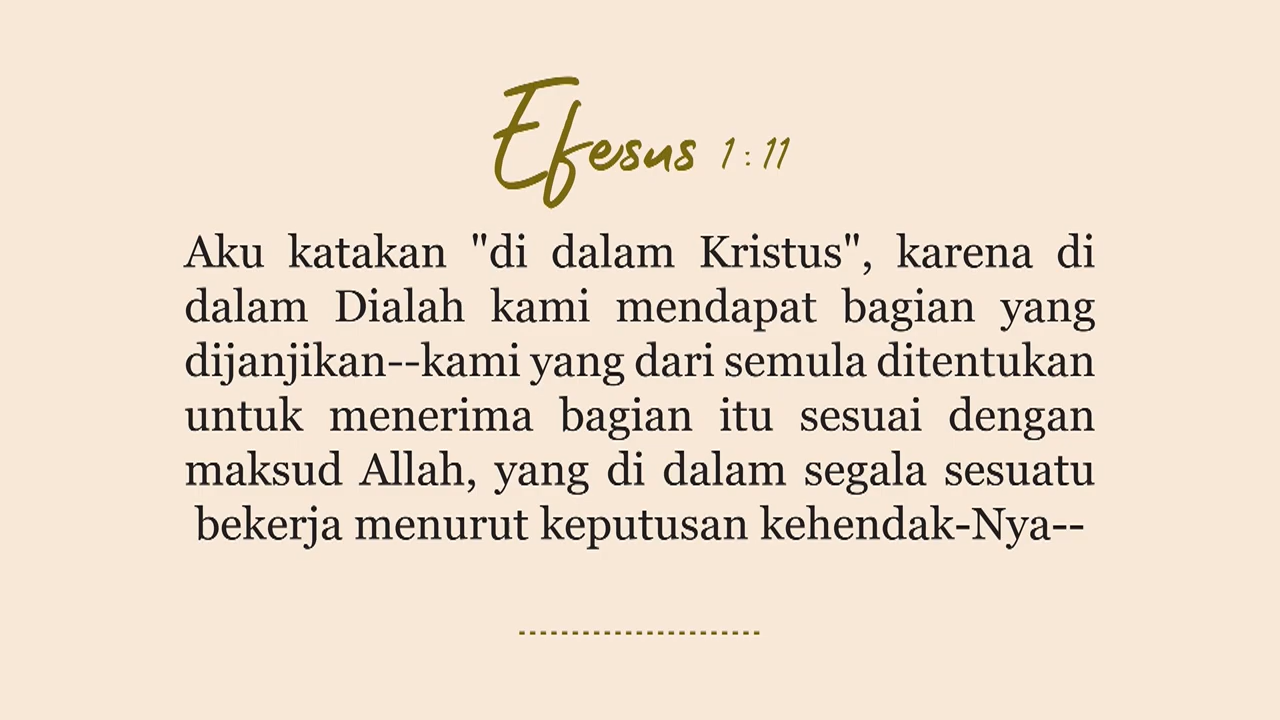 Efesus 1 : 11
Aku katakan "di dalam Kristus", karena di
dalam Dialah kami mendapat bagian yang
dijanjikan--kami yang dari semula ditentukan
untuk menerima bagian itu sesuai dengan
maksud Allah, yang di dalam segala sesuatu
bekerja menurut keputusan kehendak-Nya--